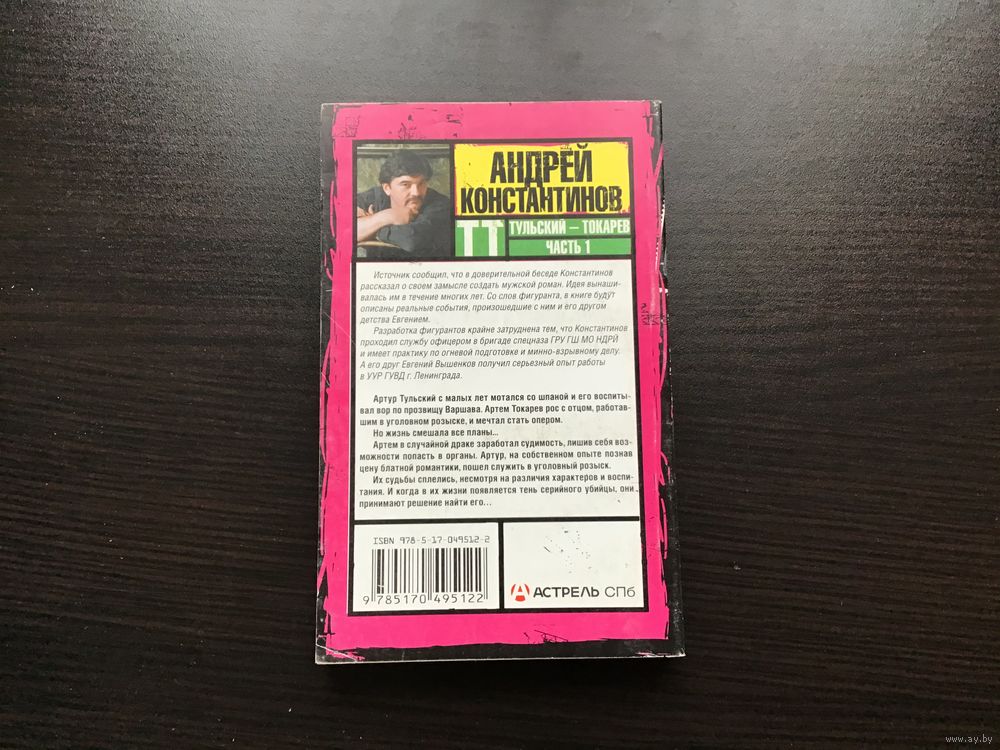 АНДРЕЙ
КОНСТАНТИНОВ
ТТ
ТУЛЬСКИЙ — ТОКАРЕВ
ЧАСТЬ 1
Источник сообщил, что в доверительной беседе Константинов
рассказал о своем замысле создать мужской роман. Идея вынаши-
валась им в течение многих лет. Со слов фигуранта, в книге будут
описаны реальные события, произошедшие с ним и его другом
детства Евгением.
Разработка фигурантов крайне затруднена тем, что Константинов
проходил службу офицером в бригаде спецназа ГРУ ГШ МО НДРЙ
и имеет практику по огневой подготовке и минно-взрывному делу.
А его друг Евгений Вышенков получил серьезный опыт работы
в УУР ГУВД г. Ленинграда.
Артур Тульский с малых лет мотался со шпаной и его воспиты-
вал вор по прозвищу Варшава. Артем Токарев рос с отцом, работав-
шим в уголовном розыске, и мечтал стать опером.
Но жизнь смешала все планы...
Артем в случайной драке заработал судимость, лишив себя воз-
можности попасть в органы. Артур, на собственном опыте познав
цену блатной романтики, пошел служить в уголовный розыск.
Их судьбы сплелись, несмотря на различия характеров и воспи-
тания. И когда в их жизни появляется тень серийного убийцы, они
принимают решение найти его...
ISBN 978-5-17-049512-2
9 785170 495122
АСТРЕЛЬ СПб
www.ay.by